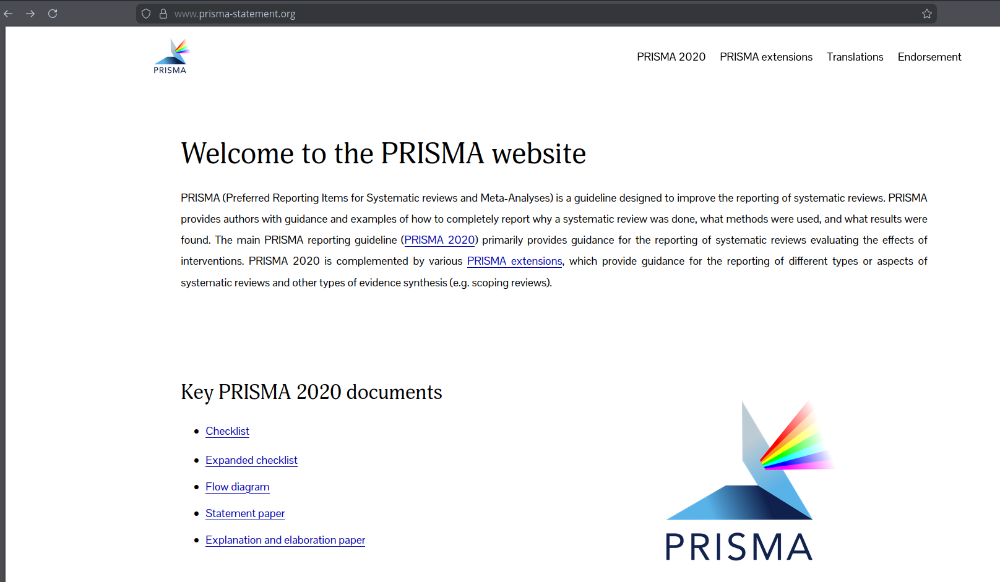 www.prisma-statement.org
PRISMA
PRISMA 2020 PRISMA extensions Translations Endorsement
Welcome to the PRISMA website
PRISMA (Preferred Reporting Items for Systematic reviews and Meta-Analyses) is a guideline designed to improve the reporting of systematic reviews. PRISMA
provides authors with guidance and examples of how to completely report why a systematic review was done, what methods were used, and what results were
found. The main PRISMA reporting guideline (PRISMA 2020) primarily provides guidance for the reporting of systematic reviews evaluating the effects of
interventions. PRISMA 2020 is complemented by various PRISMA extensions, which provide guidance for the reporting of different types or aspects of
systematic reviews and other types of evidence synthesis (e.g. scoping reviews).
Key PRISMA 2020 documents
• Checklist
• Expanded checklist
• Flow diagram
• Statement paper
• Explanation and elaboration paper
PRISMA